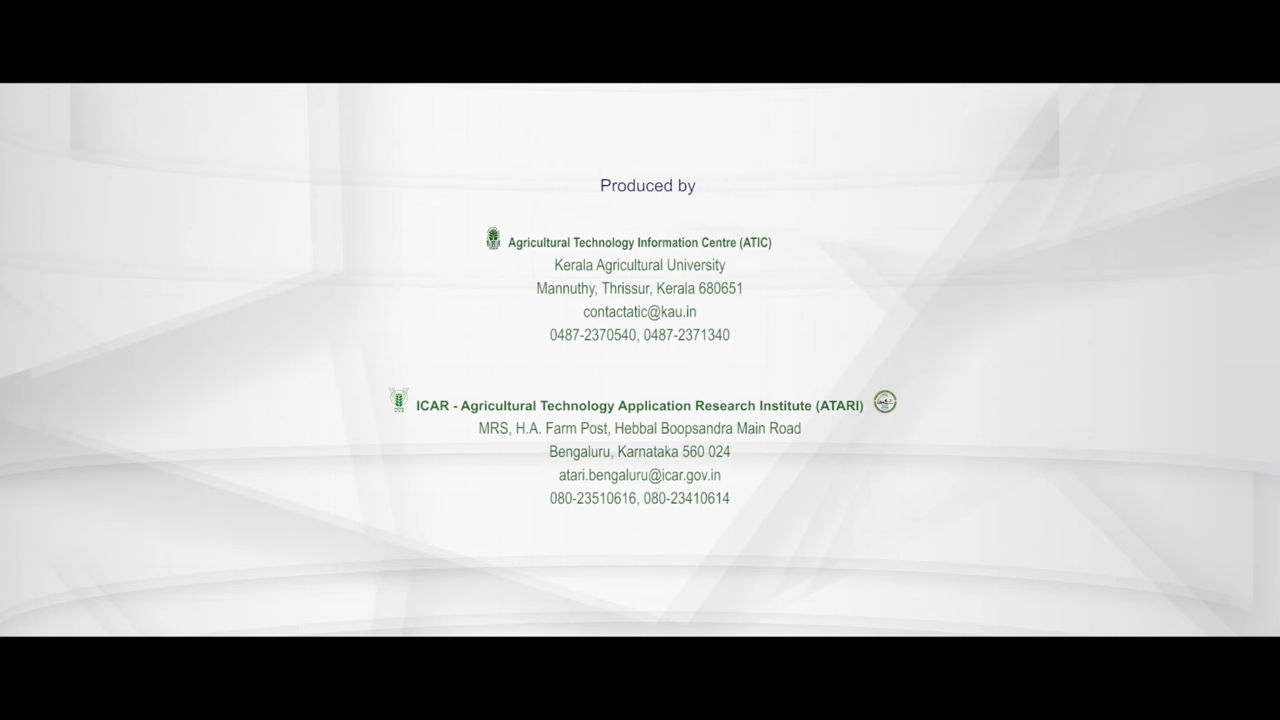 Produced by
Agricultural Technology Information Centre (ATIC)
Kerala Agricultural University
Mannuthy, Thrissur, Kerala 680651
contactatic@kau.in
0487-2370540, 0487-2371340
ICAR - Agricultural Technology Application Research Institute (ATARI)
MRS, H.A. Farm Post, Hebbal Boopsandra Main Road
Bengaluru, Karnataka 560 024
atari.bengaluru@icar.gov.in
080-23510616, 080-23410614